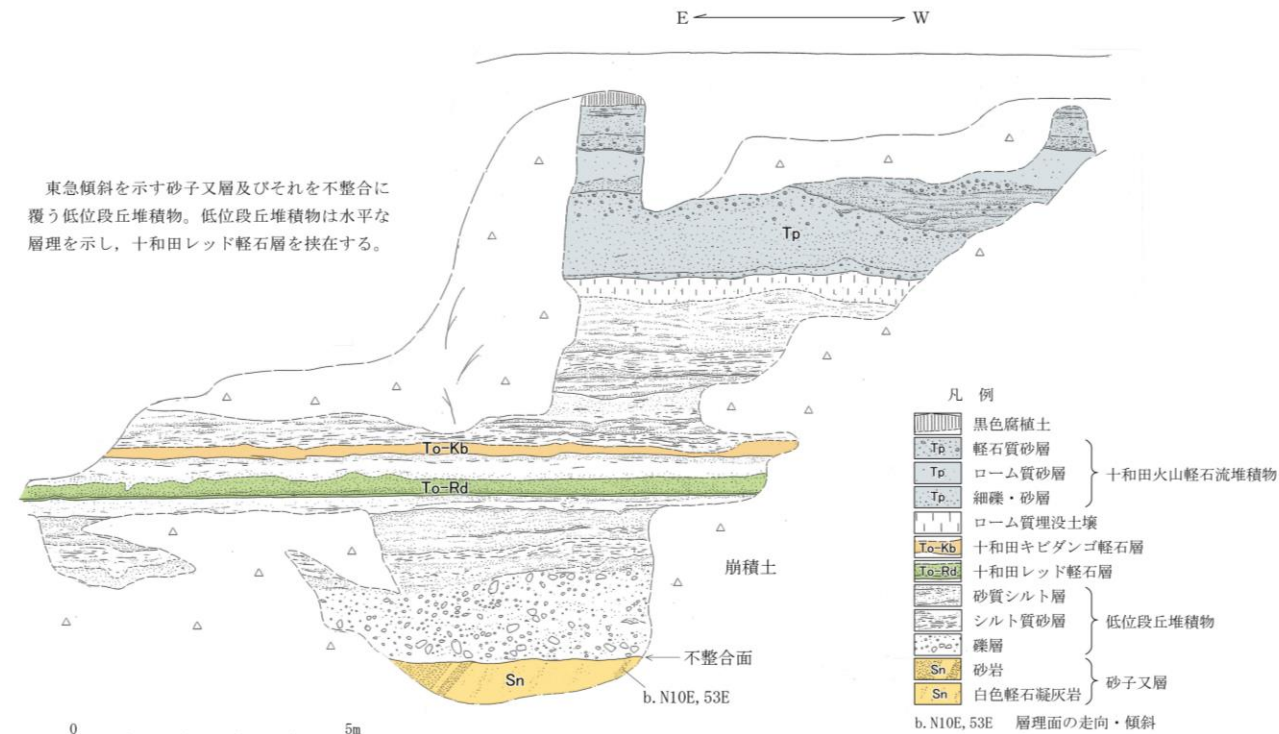 E W
東急傾斜を示す砂子又層及びそれを不整合に
覆う低位段丘堆積物。低位段丘堆積物は水平な
層理を示し，十和田レッド軽石層を挟在する。
Tp
To-Kb
To-Rd
崩積土
不整合面
Sn
b. N10E, 53E
0 5m
凡 例
黒色腐植土
Tp 軽石質砂層
Tp ローム質砂層
Tp 細礫・砂層
十和田火山軽石流堆積物
ローム質埋没土壌
To-Kb 十和田キビダンゴ軽石層
To-Rd 十和田レッド軽石層
砂質シルト層
シルト質砂層
礫層
低位段丘堆積物
Sn 砂岩
Sn 白色軽石凝灰岩
砂子又層
b. N10E, 53E 層理面の走向・傾斜